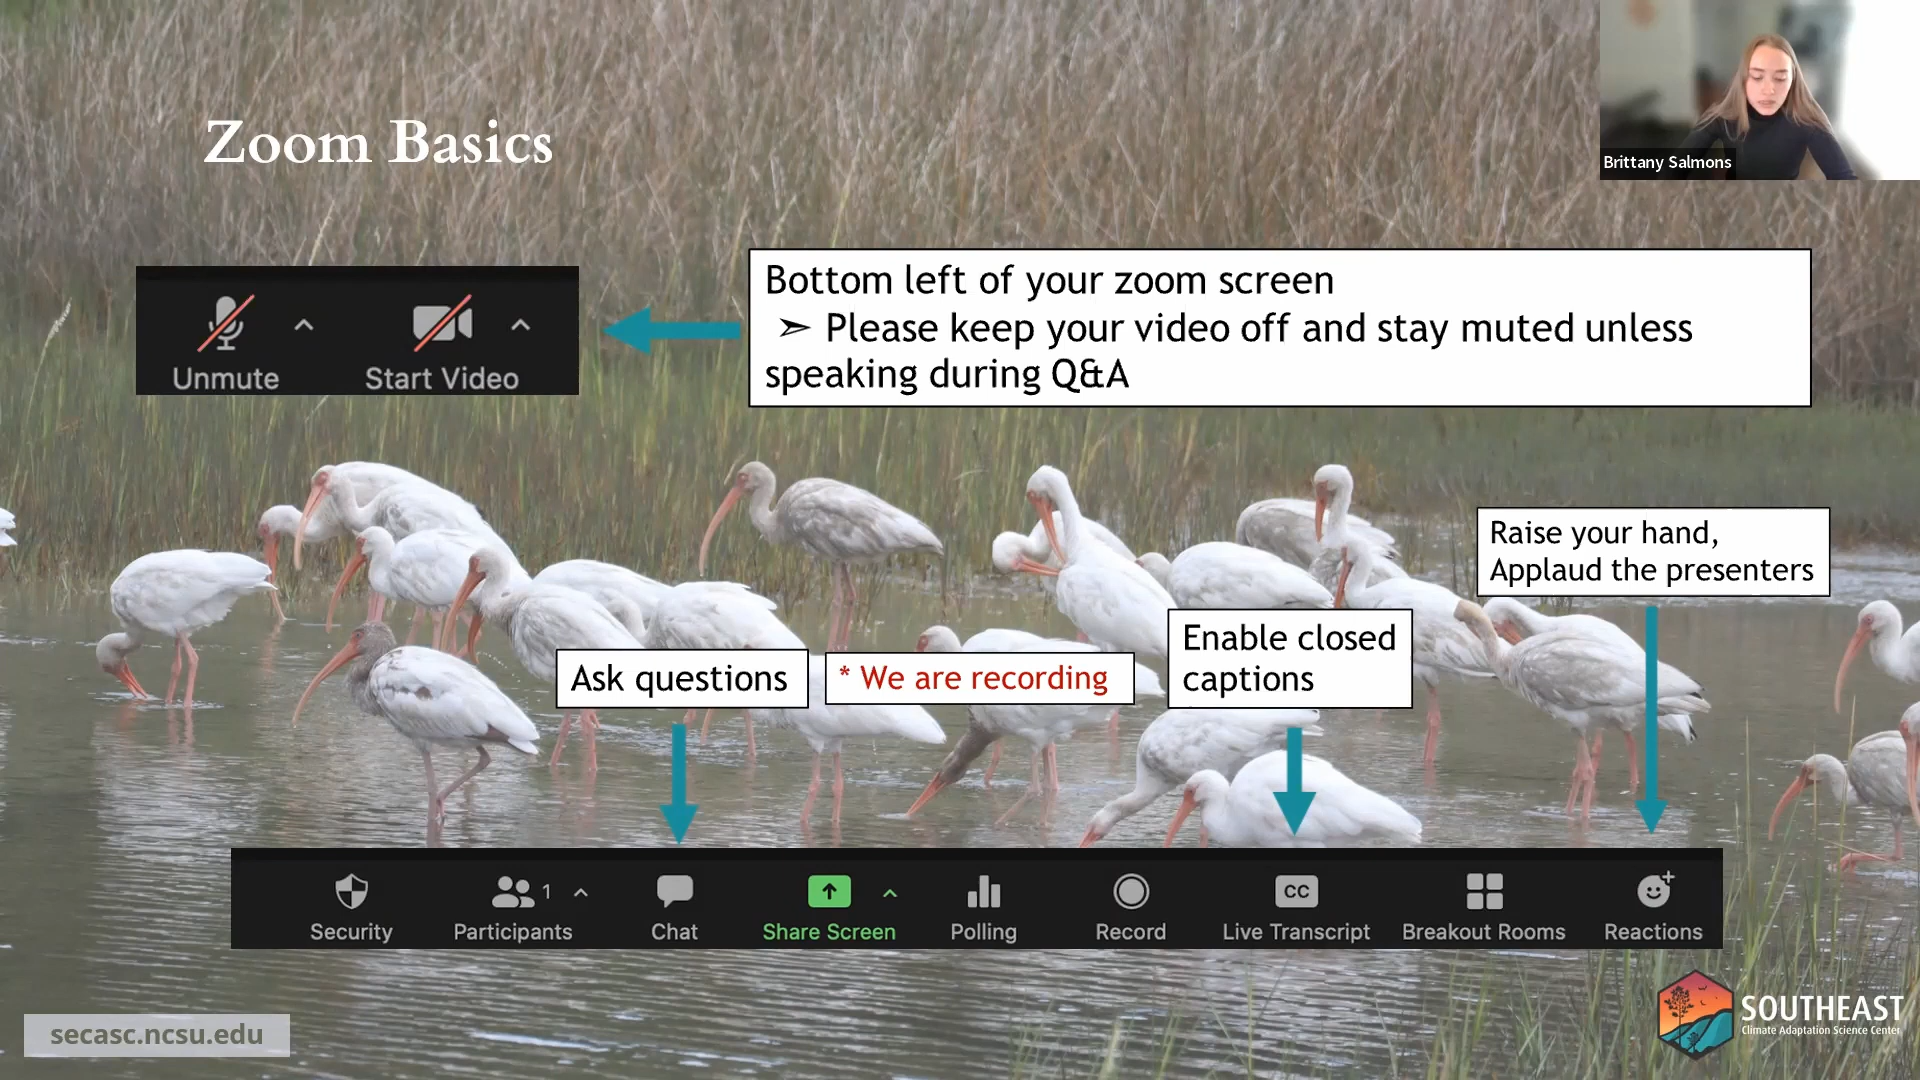 Zoom Basics
Brittany Salmons
Unmute
Start Video
Bottom left of your zoom screen
➢ Please keep your video off and stay muted unless
speaking during Q&A
Raise your hand,
Applaud the presenters
Enable closed
captions
Ask questions
* We are recording
Security
Participants 1
Chat
Share Screen
Polling
Record
CC
Live Transcript
Breakout Rooms
Reactions
secasc.ncsu.edu
SOUTHEAST
Climate Adaptation Science Center